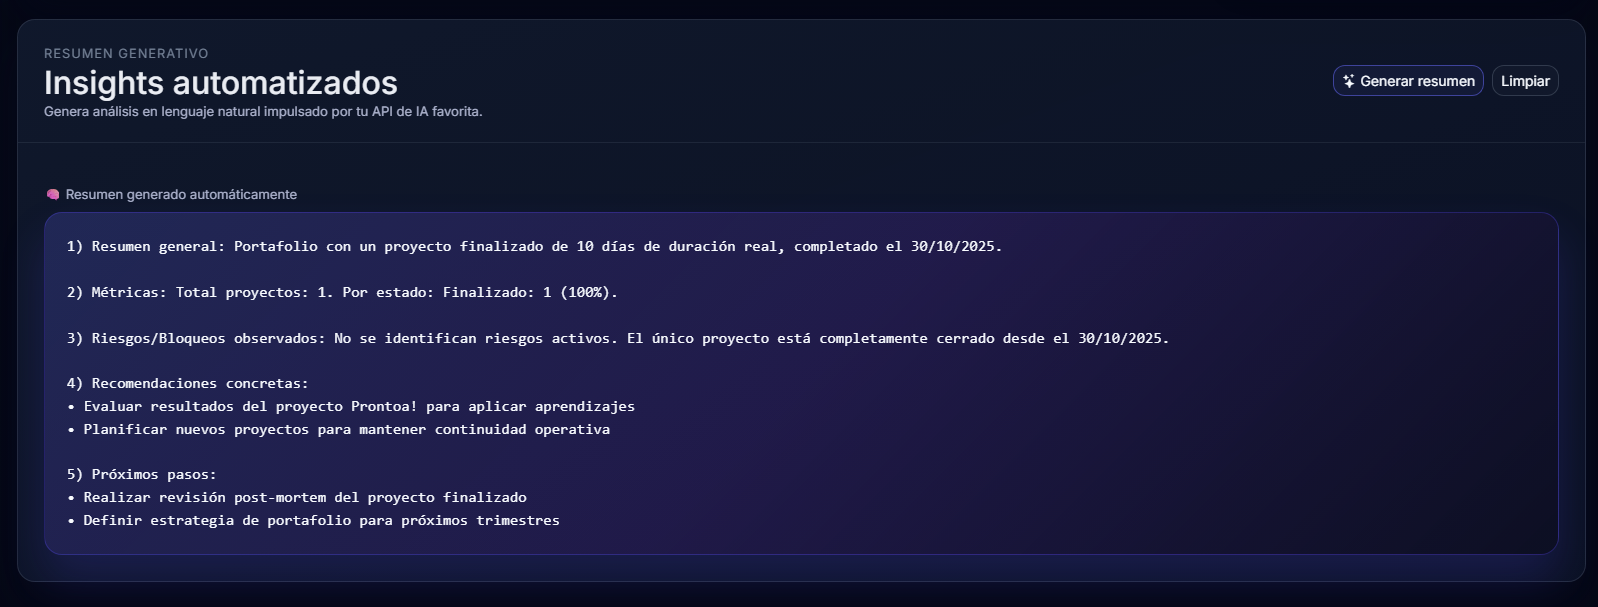 RESUMEN GENERATIVO
Insights automatizados
Genera análisis en lenguaje natural impulsado por tu API de IA favorita.
Generar resumen
Limpiar
Resumen generado automáticamente
1) Resumen general: Portafolio con un proyecto finalizado de 10 días de duración real, completado el 30/10/2025.
2) Métricas: Total proyectos: 1. Por estado: Finalizado: 1 (100%).
3) Riesgos/Bloqueos observados: No se identifican riesgos activos. El único proyecto está completamente cerrado desde el 30/10/2025.
4) Recomendaciones concretas:
• Evaluar resultados del proyecto Prontoa! para aplicar aprendizajes
• Planificar nuevos proyectos para mantener continuidad operativa
5) Próximos pasos:
• Realizar revisión post-mortem del proyecto finalizado
• Definir estrategia de portafolio para próximos trimestres